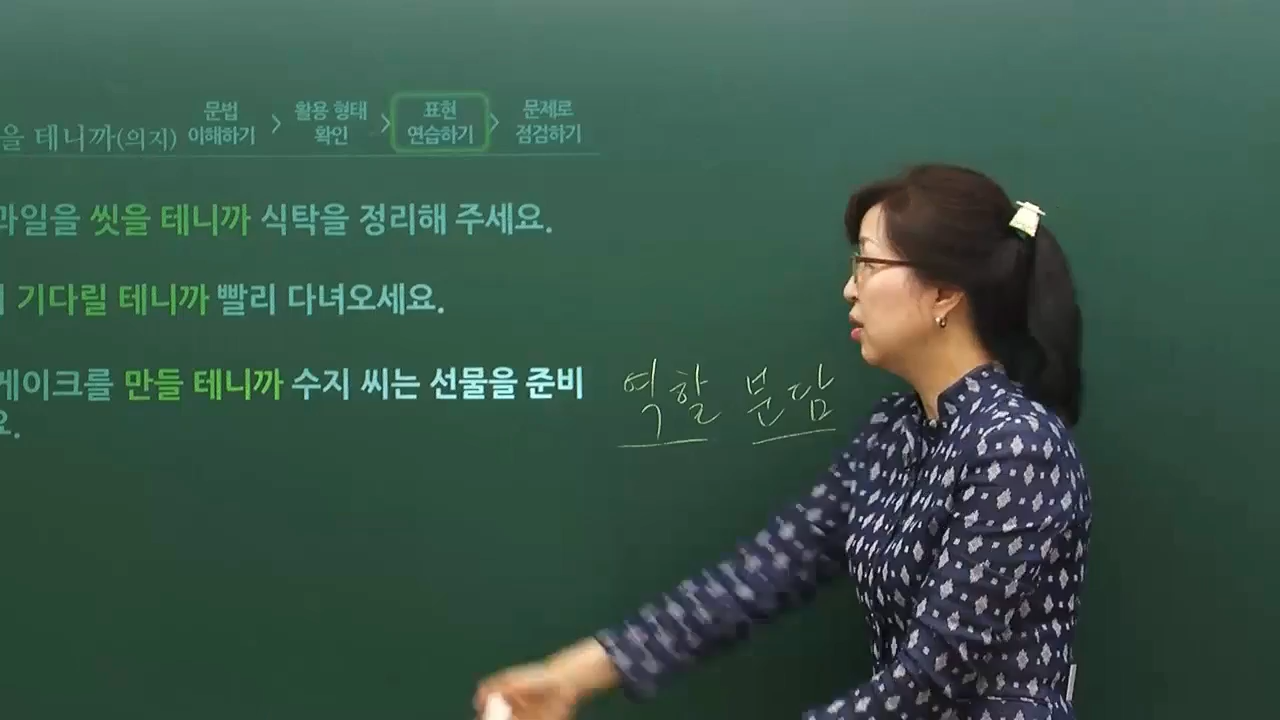 을 테니까(의지)
문법 이해하기
활용 형태 확인
표현 연습하기
문제로 점검하기
과일을 씻을 테니까 식탁을 정리해 주세요.
기다릴 테니까 빨리 다녀오세요.
케이크를 만들 테니까 수지 씨는 선물을 준비
요.
역할 분담